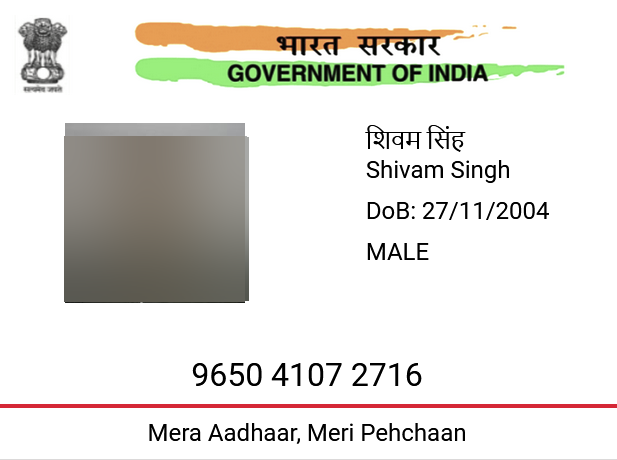 भारत सरकार
GOVERNMENT OF INDIA
सत्यमेव जयते
शिवम सिंह
Shivam Singh
DoB: 27/11/2004
MALE
9650 4107 2716
Mera Aadhaar, Meri Pehchaan